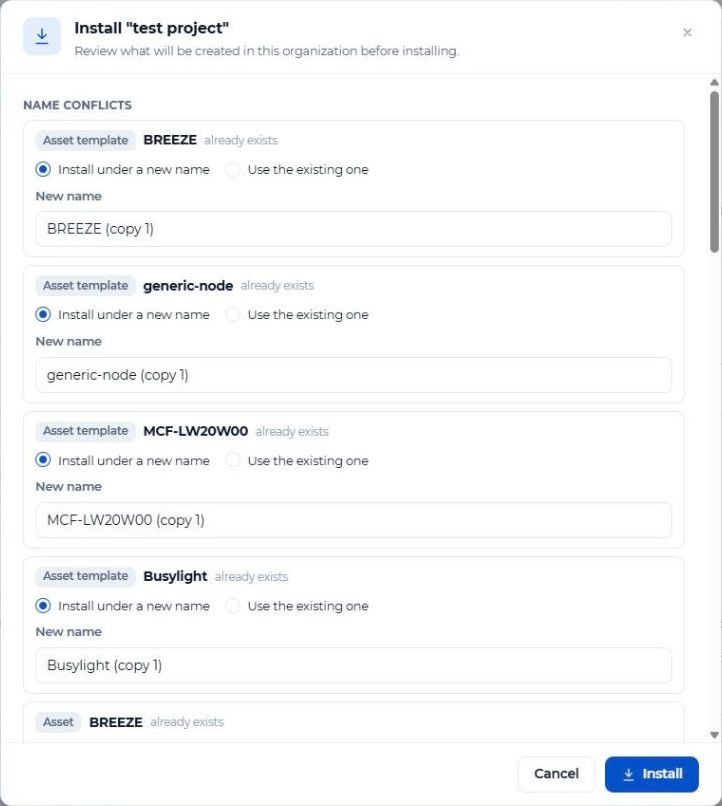 Install "test project"
Review what will be created in this organization before installing.
NAME CONFLICTS
Asset template BREEZE already exists
Install under a new name Use the existing one
New name
BREEZE (copy 1)
Asset template generic-node already exists
Install under a new name Use the existing one
New name
generic-node (copy 1)
Asset template MCF-LW20W00 already exists
Install under a new name Use the existing one
New name
MCF-LW20W00 (copy 1)
Asset template Busylight already exists
Install under a new name Use the existing one
New name
Busylight (copy 1)
Asset BREEZE already exists
Cancel Install